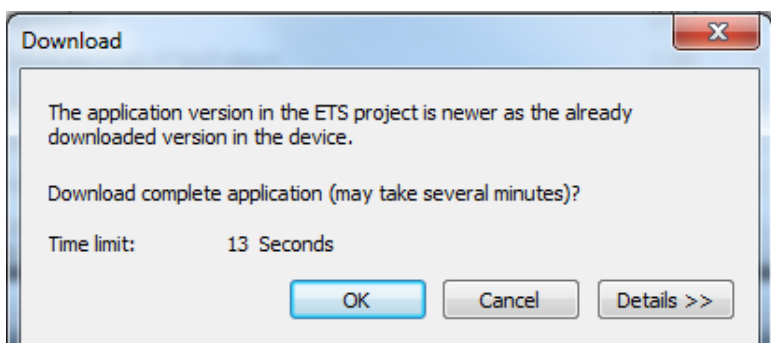 Download
The application version in the ETS project is newer as the already
downloaded version in the device.
Download complete application (may take several minutes)?
Time limit: 13 Seconds
OK Cancel Details >>